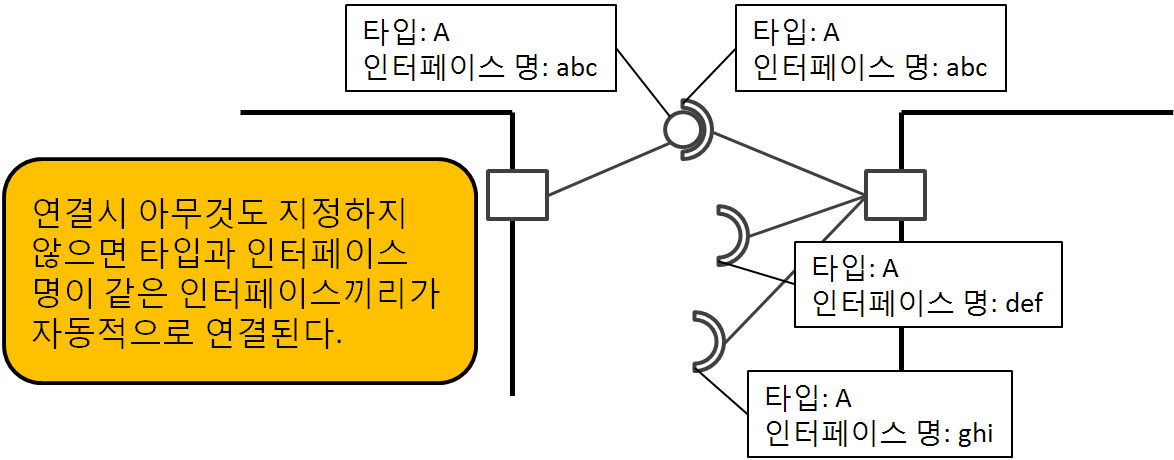 타입: A
인터페이스 명: abc
타입: A
인터페이스 명: abc
연결시 아무것도 지정하지
않으면 타입과 인터페이스
명이 같은 인터페이스끼리가
자동적으로 연결된다.
타입: A
인터페이스 명: def
타입: A
인터페이스 명: ghi